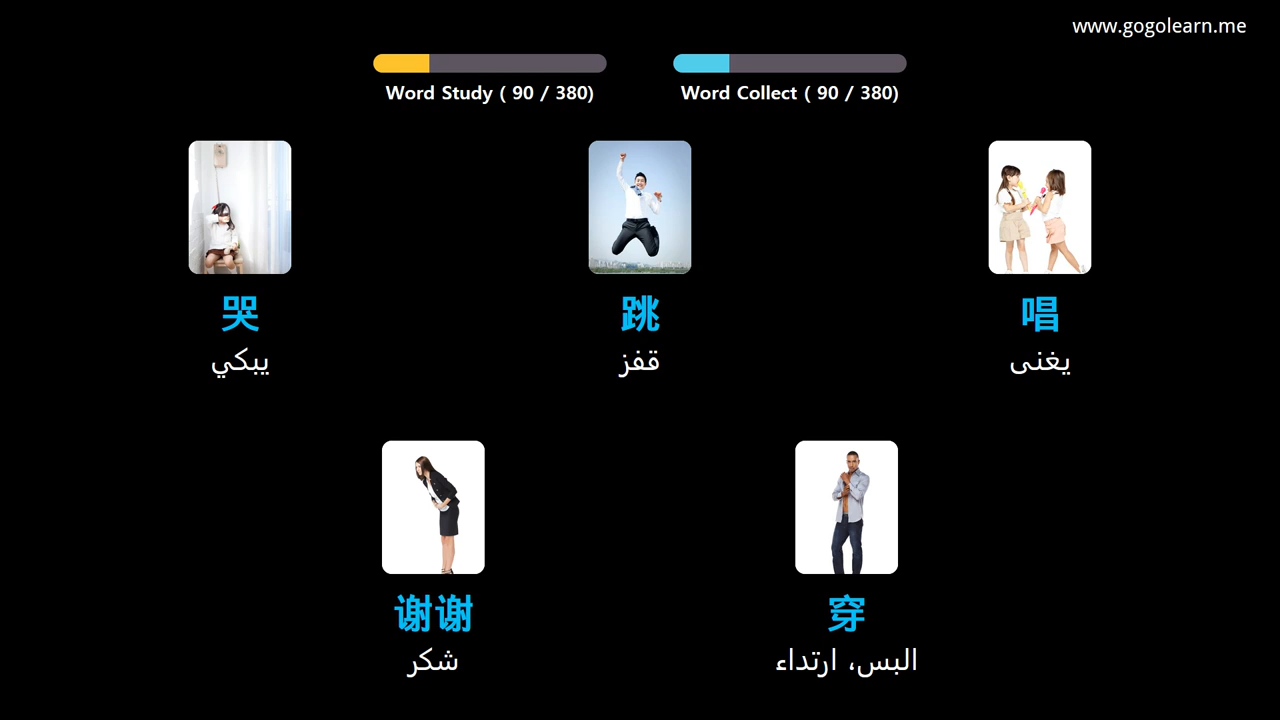 www.gogolearn.me
Word Study ( 90 / 380)
Word Collect ( 90 / 380)
哭
يبكي
跳
قفز
唱
يغنى
谢谢
شكر
穿
البس، ارتداء